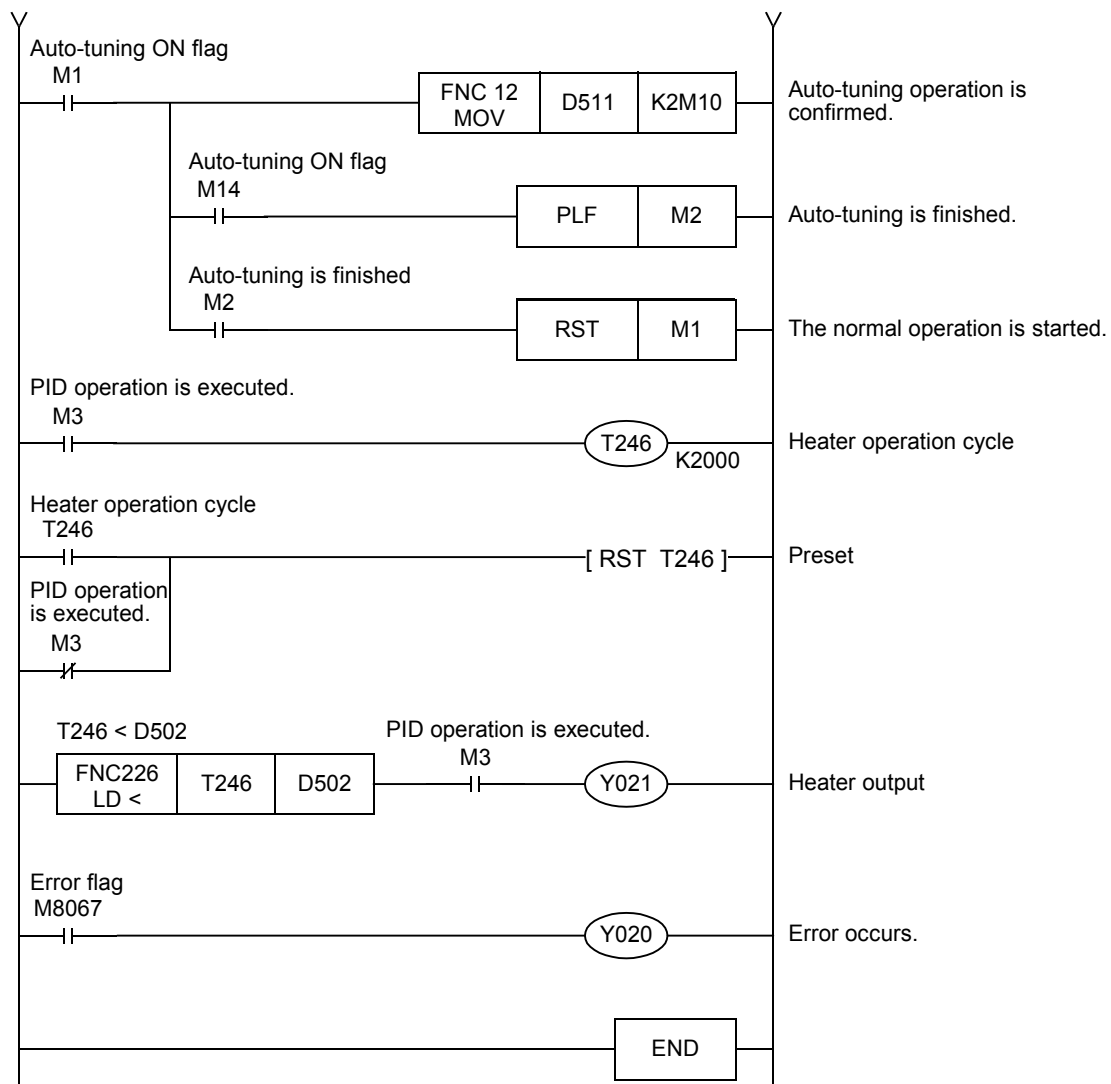 Auto-tuning ON flag
M1
FNC 12
MOV
D511
K2M10
Auto-tuning operation is
confirmed.
Auto-tuning ON flag
M14
PLF
M2
Auto-tuning is finished.
Auto-tuning is finished
M2
RST
M1
The normal operation is started.
PID operation is executed.
M3
T246
K2000
Heater operation cycle
Heater operation cycle
T246
[ RST T246 ]
Preset
PID operation
is executed.
M3
T246 < D502
FNC226
LD <
T246
D502
PID operation is executed.
M3
Y021
Heater output
Error flag
M8067
Y020
Error occurs.
END